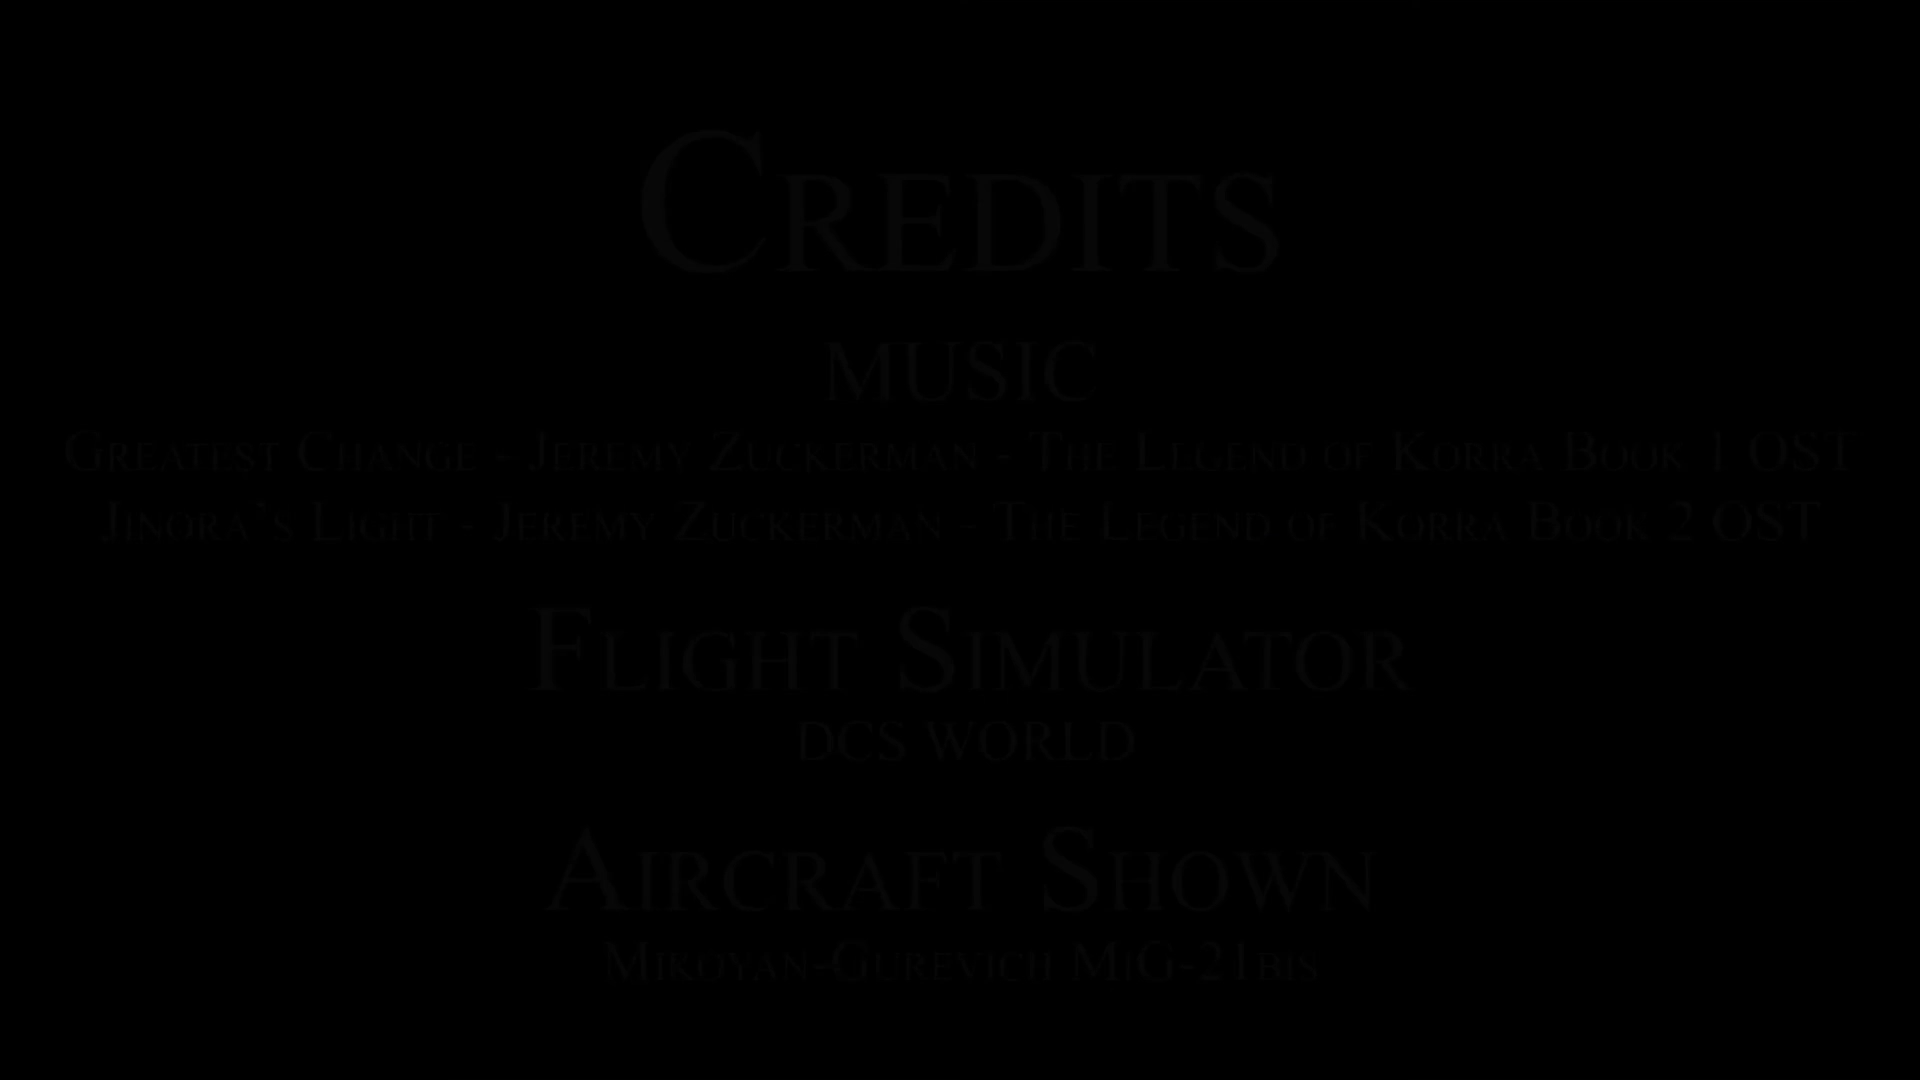 Credits
MUSIC
Greatest Change - Jeremy Zuckerman - The Legend of Korra Book 1 OST
Jinora`s Light - Jeremy Zuckerman - The Legend of Korra Book 2 OST
Flight Simulator
DCS WORLD
Aircraft Shown
Mikoyan-Gurevich MiG-21bis